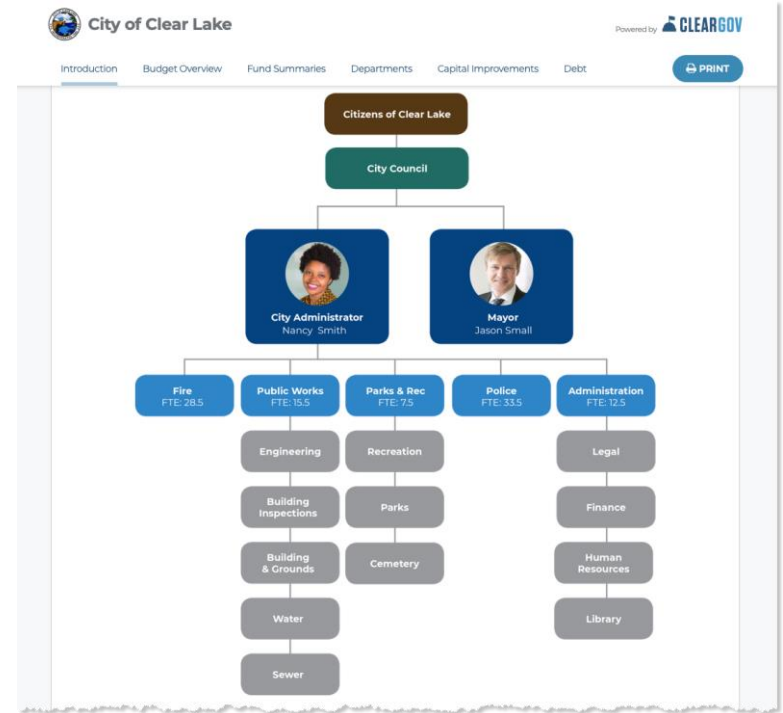 City of Clear Lake
Powered by CLEARGOV
Introduction Budget Overview Fund Summaries Departments Capital Improvements Debt PRINT
Citizens of Clear Lake
City Council
City Administrator
Nancy Smith
Mayor
Jason Small
Fire
FTE: 28.5
Public Works
FTE: 15.5
Parks & Rec
FTE: 7.5
Police
FTE: 33.5
Administration
FTE: 12.5
Engineering
Recreation
Legal
Building
Inspections
Parks
Finance
Building
& Grounds
Cemetery
Human
Resources
Water
Library
Sewer